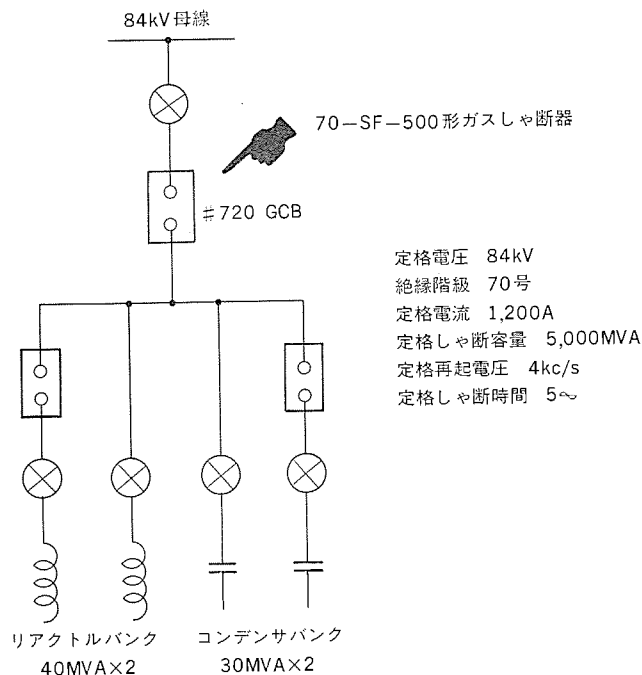 84kV母線
70−SF−500形ガスしゃ断器
#720 GCB
定格電圧 84kV
絶縁階級 70号
定格電流 1,200A
定格しゃ断容量 5,000MVA
定格再起電圧 4kc/s
定格しゃ断時間 5∼
リアクトルバンク
40MVA×2
コンデンサバンク
30MVA×2